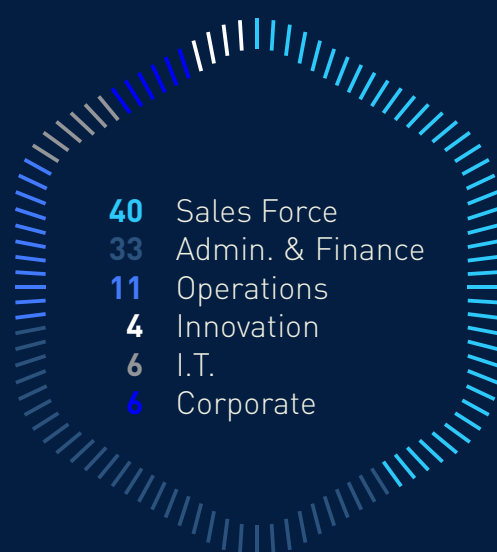 40 Sales Force
33 Admin. & Finance
11 Operations
4 Innovation
6 I.T.
6 Corporate